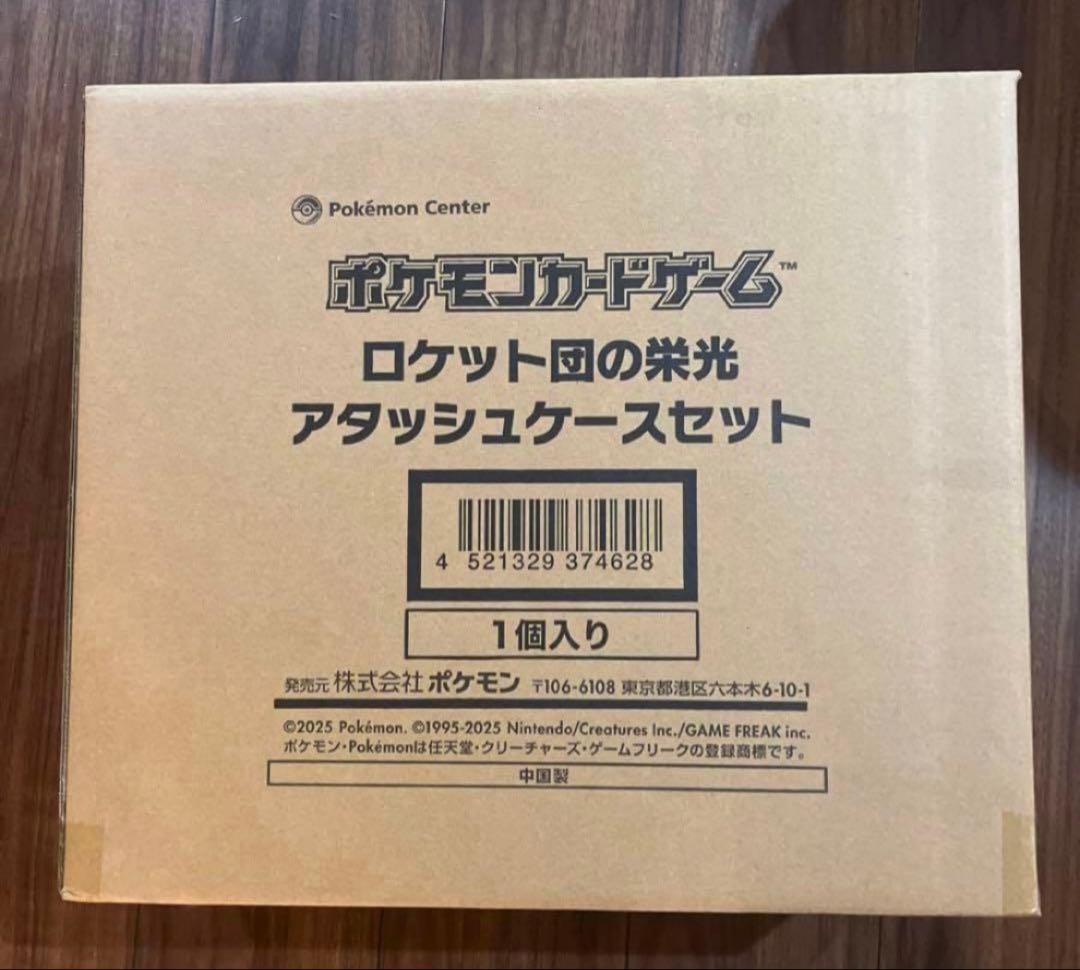 Pokémon Center
ポケモンカードゲーム™
ロケット団の栄光
アタッシュケースセット
4 521329 374628
1個入り
発売元 株式会社 ポケモン 〒106-6108 東京都港区六本木6-10-1
©2025 Pokémon. ©1995-2025 Nintendo/Creatures Inc./GAME FREAK inc.
ポケモン・Pokémonは任天堂・クリーチャーズ・ゲームフリークの登録商標です。
中国製